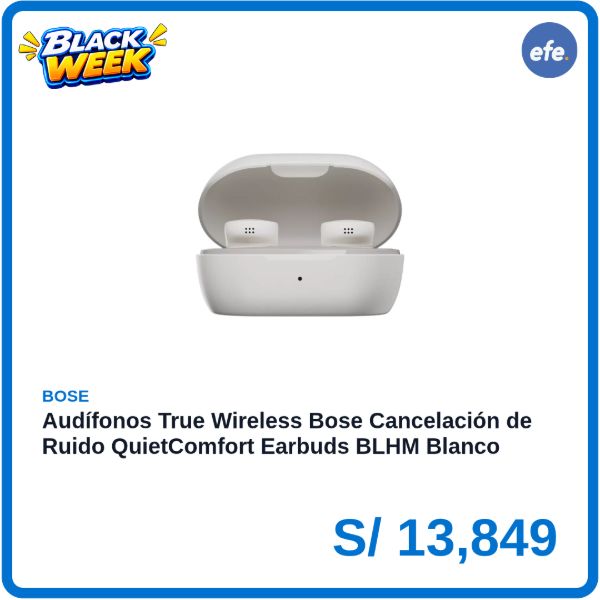 BLACK
WEEK
efe.
BOSE
Audífonos True Wireless Bose Cancelación de
Ruido QuietComfort Earbuds BLHM Blanco
S/ 13,849